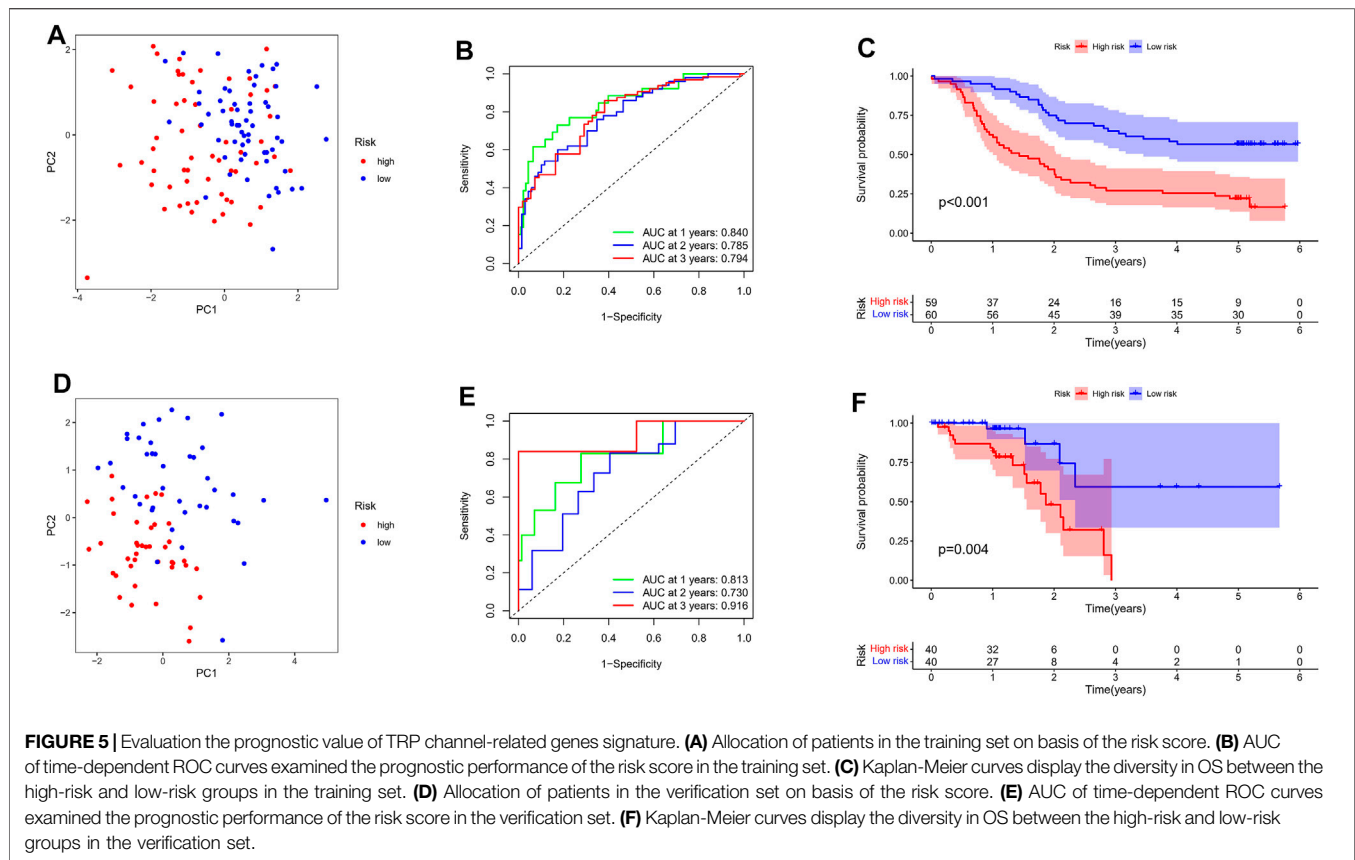 A
2
0
−2
PC2
−4
−2
0
2
PC1
Risk
high
low
B
1.0
0.8
0.6
0.4
0.2
0.0
Sensitivity
AUC at 1 years: 0.840
AUC at 2 years: 0.785
AUC at 3 years: 0.794
0.0 0.2 0.4 0.6 0.8 1.0
1−Specificity
C
Risk High risk Low risk
1.00
0.75
0.50
0.25
0.00
Survival probability
p<0.001
0 1 2 3 4 5 6
Time(years)
Risk
High risk 59 37 24 16 15 9 0
Low risk 60 56 45 39 35 30 0
0 1 2 3 4 5 6
Time(years)
D
2
1
0
−1
−2
PC2
−2 0 2 4
PC1
Risk
high
low
E
1.0
0.8
0.6
0.4
0.2
0.0
Sensitivity
AUC at 1 years: 0.813
AUC at 2 years: 0.730
AUC at 3 years: 0.916
0.0 0.2 0.4 0.6 0.8 1.0
1−Specificity
F
Risk High risk Low risk
1.00
0.75
0.50
0.25
0.00
Survival probability
p=0.004
0 1 2 3 4 5 6
Time(years)
Risk
High risk 40 32 6 0 0 0 0
Low risk 40 27 8 4 2 1 0
0 1 2 3 4 5 6
Time(years)
FIGURE 5 | Evaluation the prognostic value of TRP channel-related genes signature. (A) Allocation of patients in the training set on basis of the risk score. (B) AUC
of time-dependent ROC curves examined the prognostic performance of the risk score in the training set. (C) Kaplan-Meier curves display the diversity in OS between the
high-risk and low-risk groups in the training set. (D) Allocation of patients in the verification set on basis of the risk score. (E) AUC of time-dependent ROC curves
examined the prognostic performance of the risk score in the verification set. (F) Kaplan-Meier curves display the diversity in OS between the high-risk and low-risk
groups in the verification set.